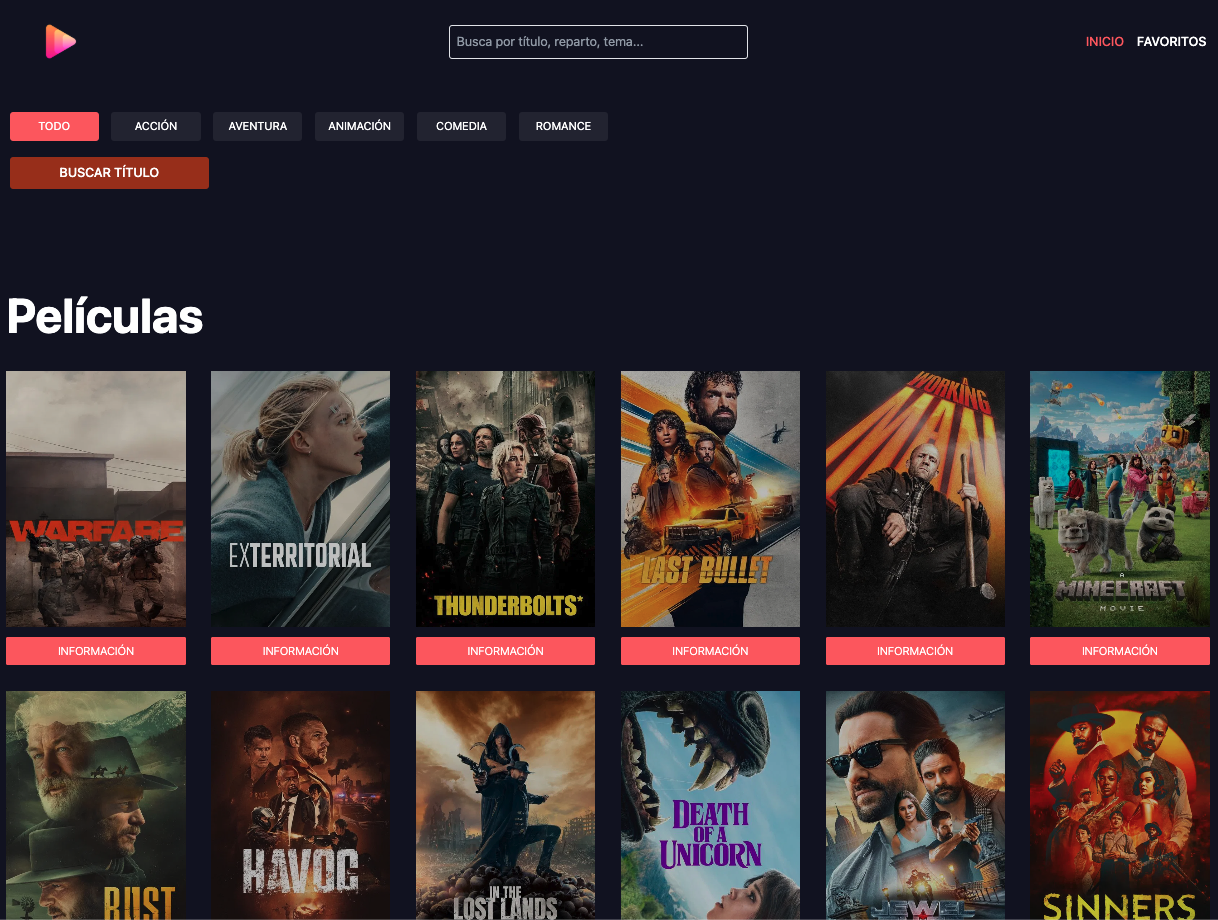 Busca por título, reparto, tema...
INICIO FAVORITOS
TODO ACCIÓN AVENTURA ANIMACIÓN COMEDIA ROMANCE
BUSCAR TÍTULO
Películas
WARFARE
EXTERRITORIAL
THUNDERBOLTS*
LAST BULLET
A
WORKING
MAN
A
MINECRAFT
MOVIE
INFORMACIÓN INFORMACIÓN INFORMACIÓN INFORMACIÓN INFORMACIÓN INFORMACIÓN
RUST
HAVOC
IN THE
LOST LANDS
DEATH
OF A
UNICORN
SINNERS